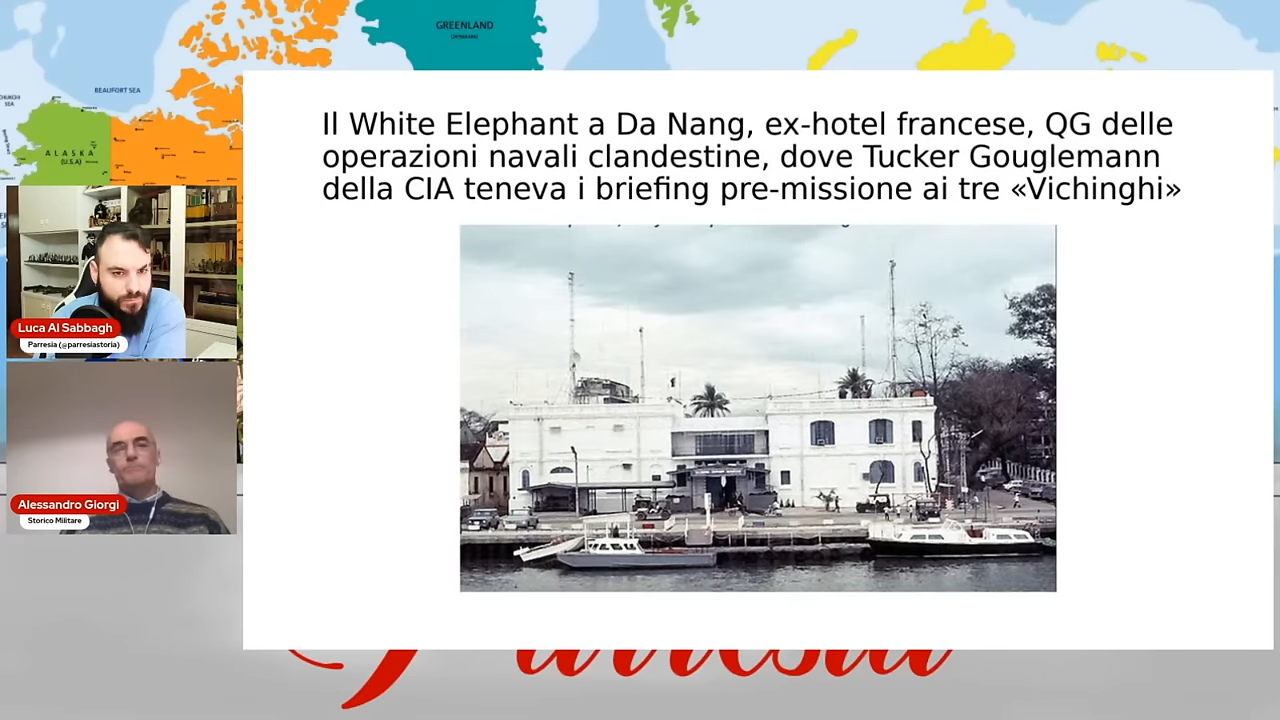 GREENLAND
BEAUFORT SEA
ALASKA
(U.S.A)
Il White Elephant a Da Nang, ex-hotel francese, QG delle
operazioni navali clandestine, dove Tucker Gouglemann
della CIA teneva i briefing pre-missione ai tre «Vichinghi»
Luca Al Sabbagh
Parresia (@parresiastoria)
Alessandro Giorgi
Storico Militare